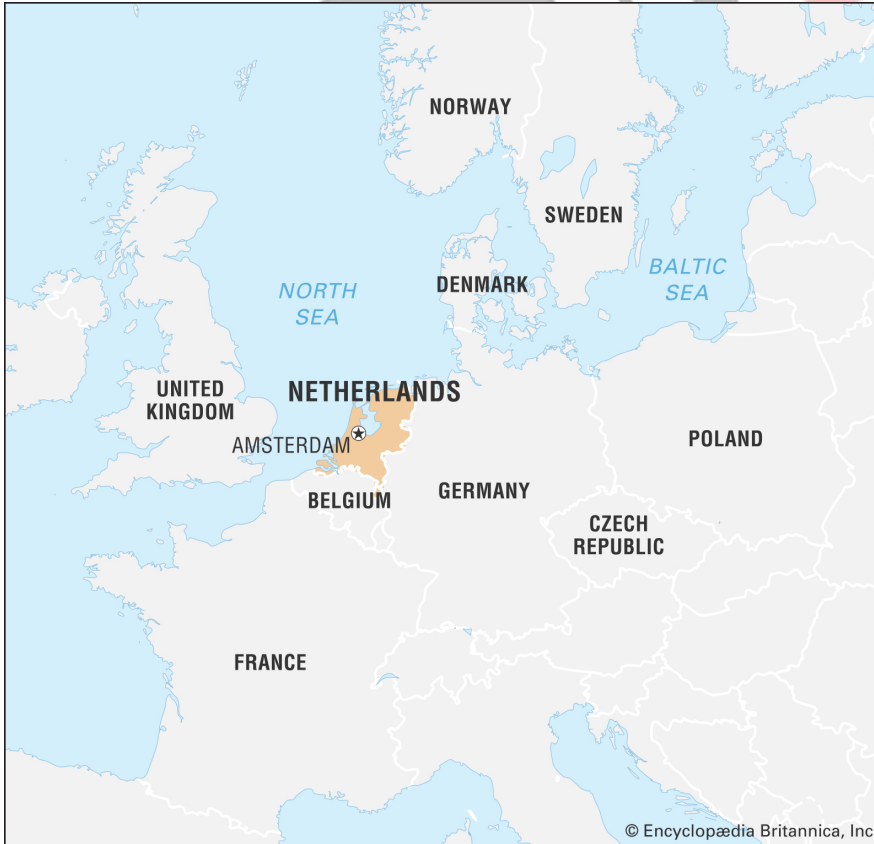 NORWAY
SWEDEN
BALTIC
SEA
DENMARK
NORTH
SEA
UNITED
KINGDOM
NETHERLANDS
AMSTERDAM
POLAND
BELGIUM
GERMANY
CZECH
REPUBLIC
FRANCE
© Encyclopædia Britannica, Inc